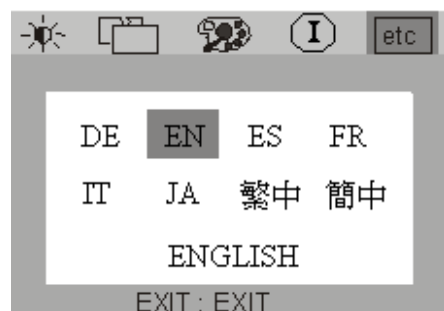 I etc
DE EN ES FR
IT JA 繁中 簡中
ENGLISH
EXIT : EXIT